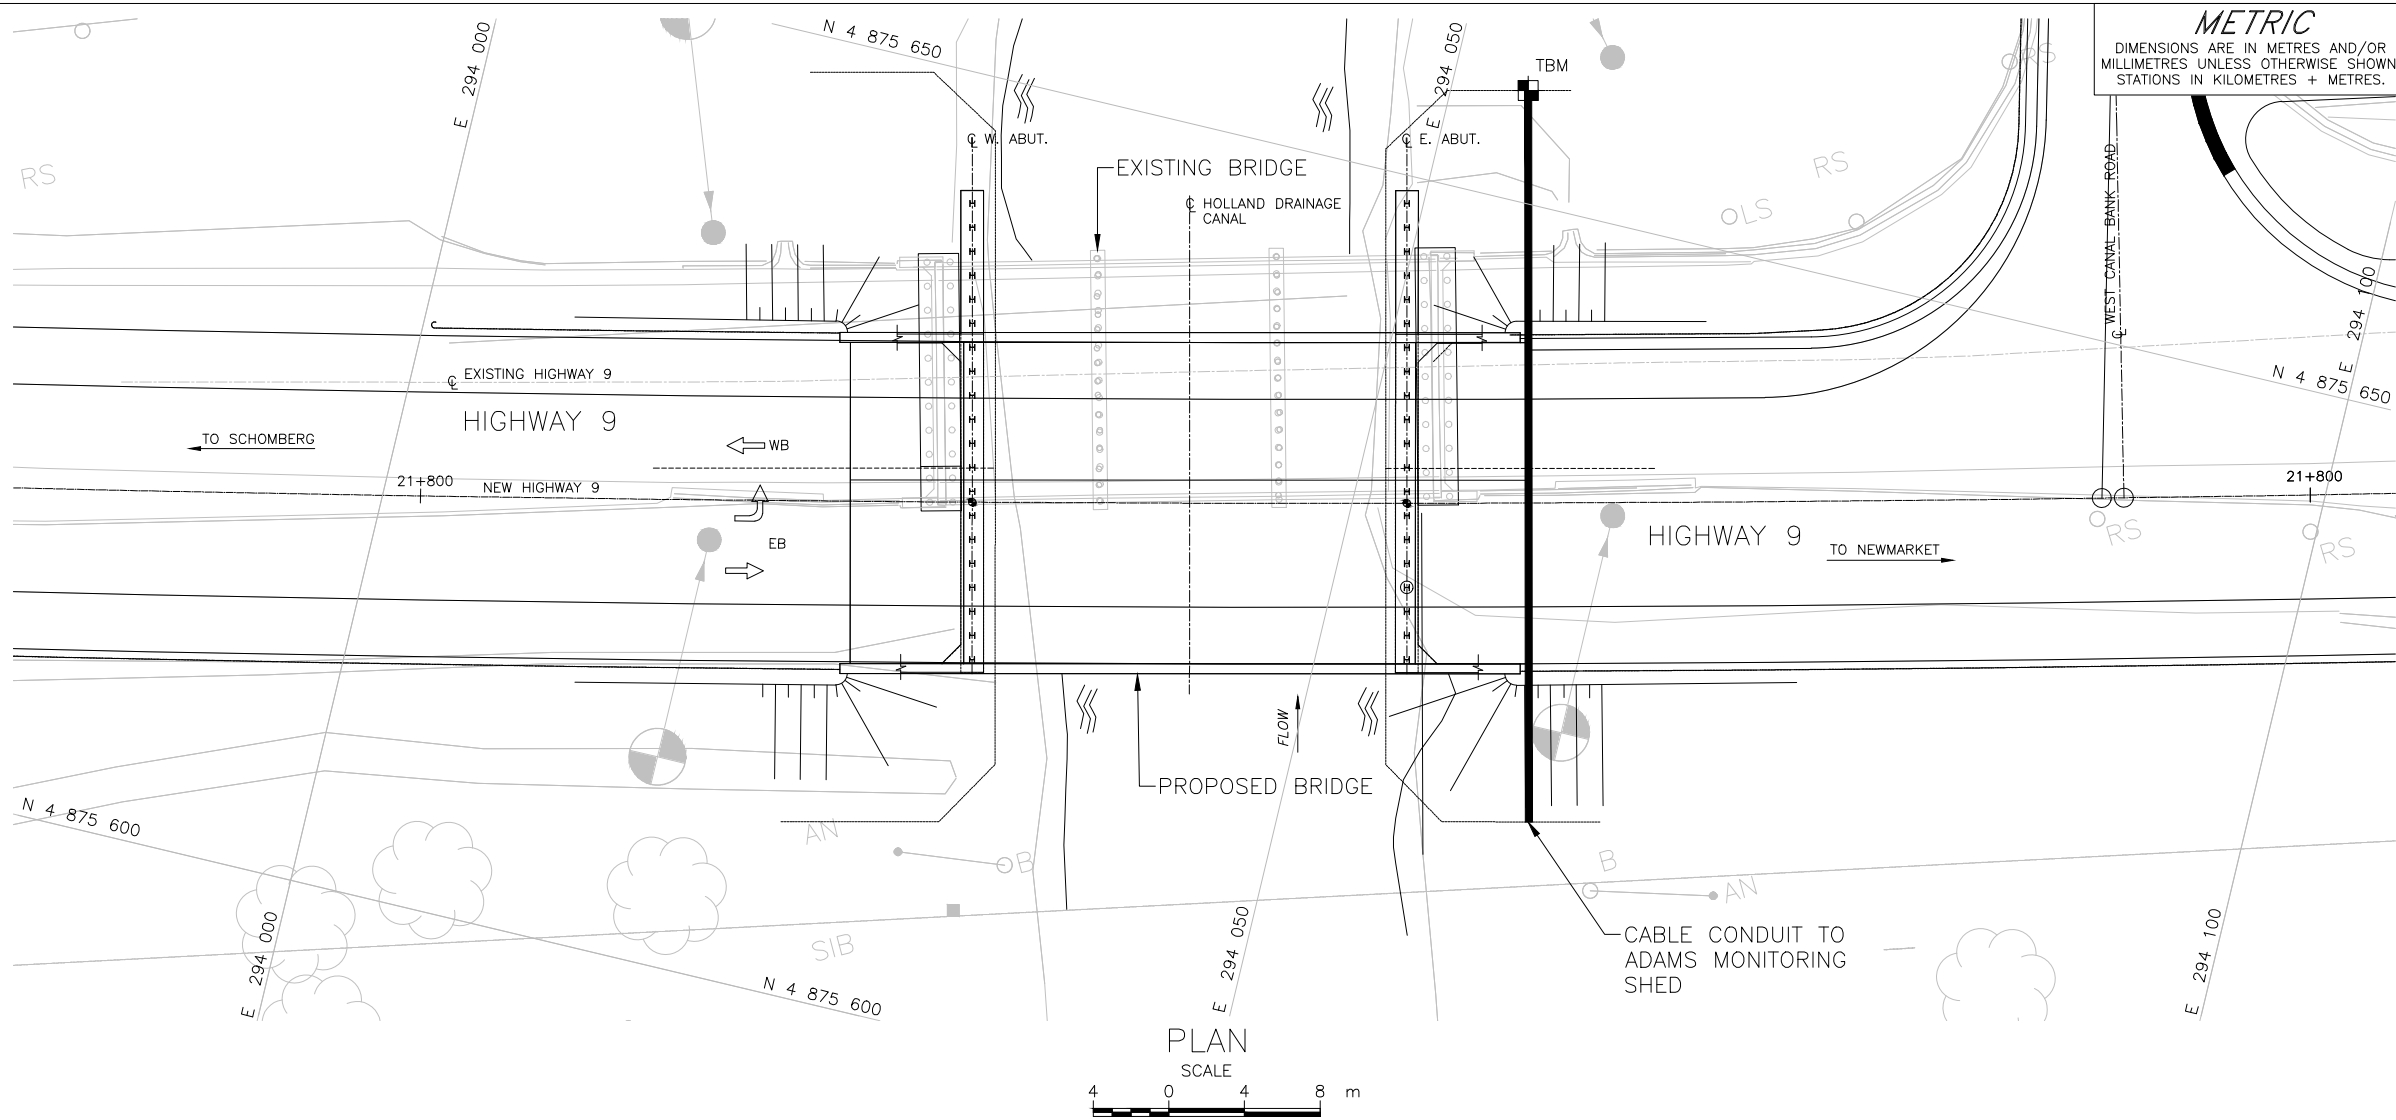 METRIC
DIMENSIONS ARE IN METRES AND/OR
MILLIMETRES UNLESS OTHERWISE SHOWN
STATIONS IN KILOMETRES + METRES.
E 294 000
N 4 875 650
E 294 050
TBM
RS
℄ W. ABUT.
℄ E. ABUT.
EXISTING BRIDGE
RS
RS
℄ HOLLAND DRAINAGE
CANAL
LS
℄ WEST CANAL BANK ROAD
E 294 100
N 4 875 650
℄ EXISTING HIGHWAY 9
HIGHWAY 9
TO SCHOMBERG
WB
21+800
NEW HIGHWAY 9
21+800
EB
HIGHWAY 9
TO NEWMARKET
RS
RS
FLOW
PROPOSED BRIDGE
N 4 875 600
AN
B
B
AN
SIB
CABLE CONDUIT TO
ADAMS MONITORING
SHED
E 294 000
N 4 875 600
E 294 050
E 294 100
PLAN
SCALE
4 0 4 8 m